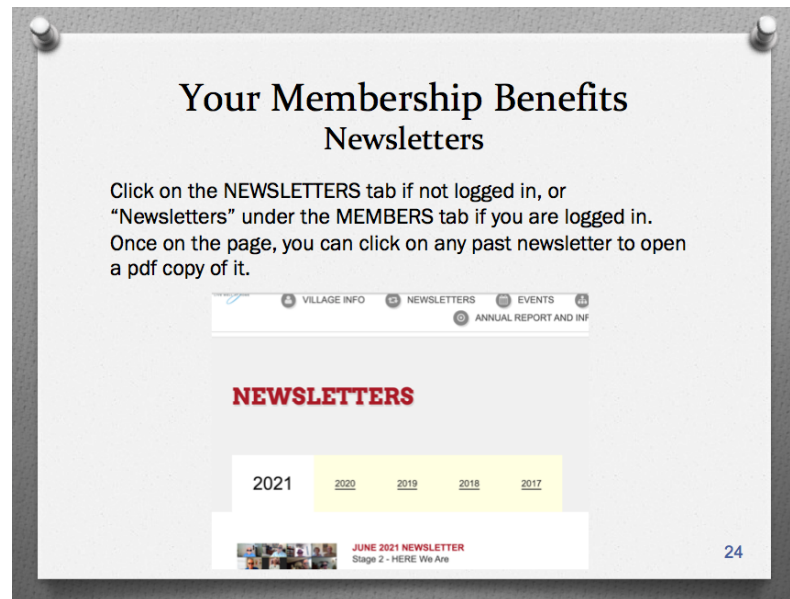 Your Membership Benefits
Newsletters
Click on the NEWSLETTERS tab if not logged in, or
“Newsletters” under the MEMBERS tab if you are logged in.
Once on the page, you can click on any past newsletter to open
a pdf copy of it.
VILLAGE INFO NEWSLETTERS EVENTS
ANNUAL REPORT AND INF
NEWSLETTERS
2021 2020 2019 2018 2017
JUNE 2021 NEWSLETTER
Stage 2 - HERE We Are
24